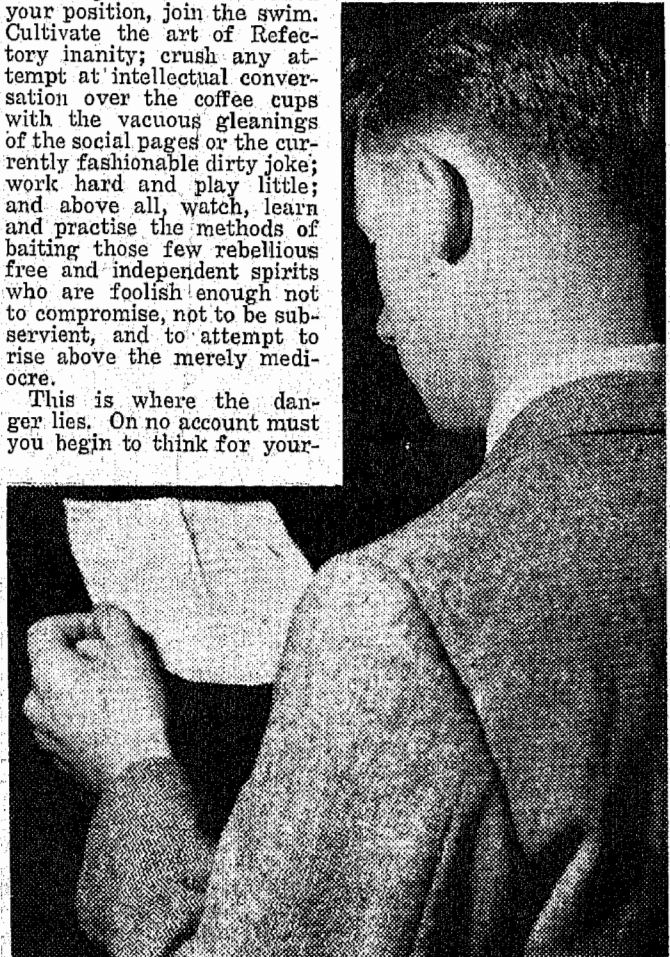 your position, join the swim.
Cultivate the art of Refec-
tory inanity; crush any at-
tempt at intellectual conver-
sation over the coffee cups
with the vacuous gleanings
of the social pages or the cur-
rently fashionable dirty joke;
work hard and play little;
and above all, watch, learn
and practise the methods of
baiting those few rebellious
free and independent spirits
who are foolish enough not
to compromise, not to be sub-
servient, and to attempt to
rise above the merely medi-
ocre.
This is where the dan-
ger lies. On no account must
you begin to think for your-